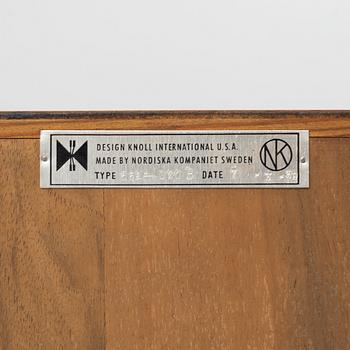 DESIGN KNOLL INTERNATIONAL U.S.A.
MADE BY NORDISKA KOMPANIET SWEDEN
TYPE DATE
NK